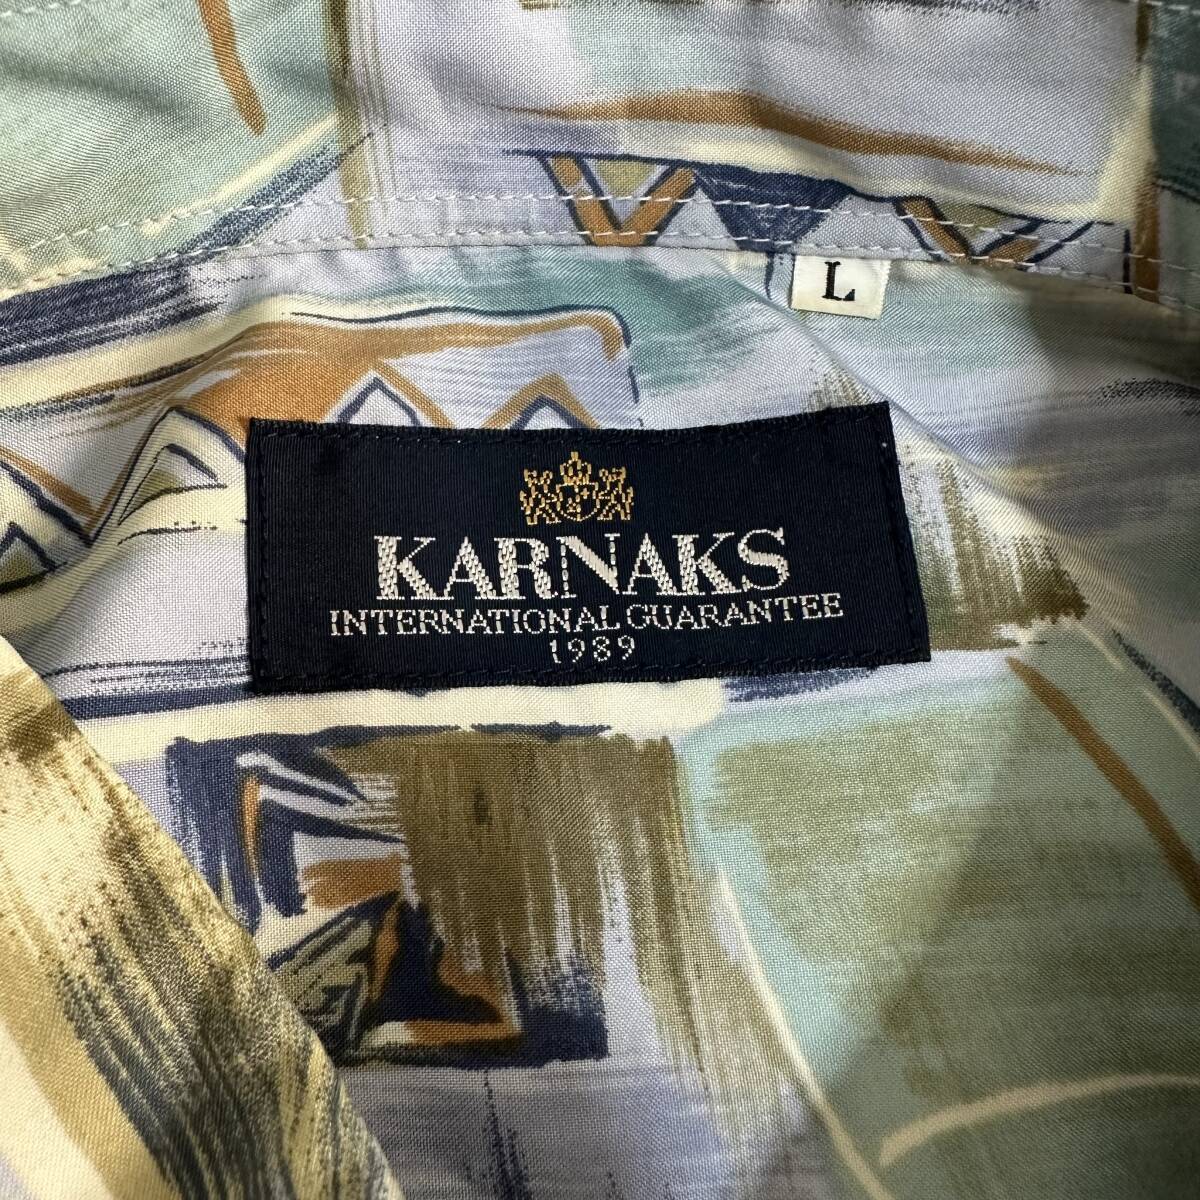 L
KARNAKS
INTERNATIONAL GUARANTEE
1989